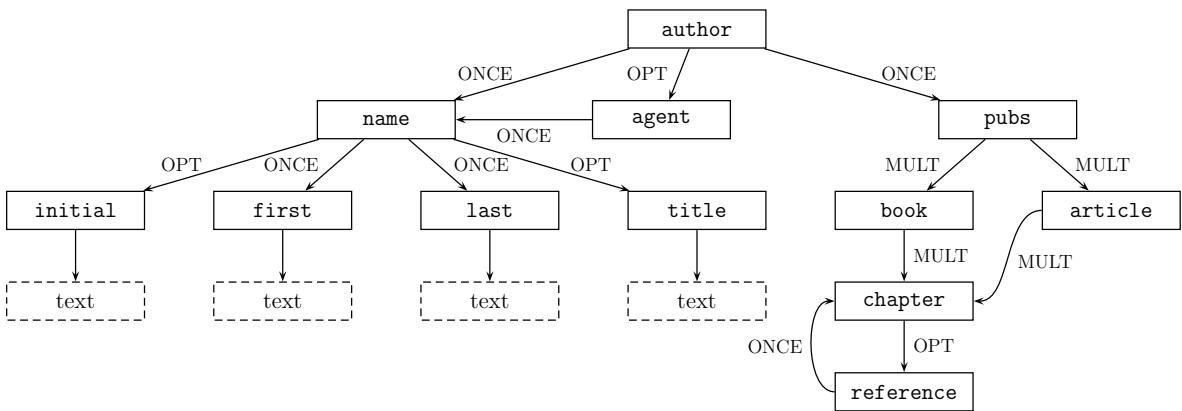 author
ONCE OPT ONCE
name agent pubs
ONCE
OPT ONCE ONCE OPT MULT MULT
initial first last title book article
MULT MULT
text text text text chapter
ONCE OPT
reference